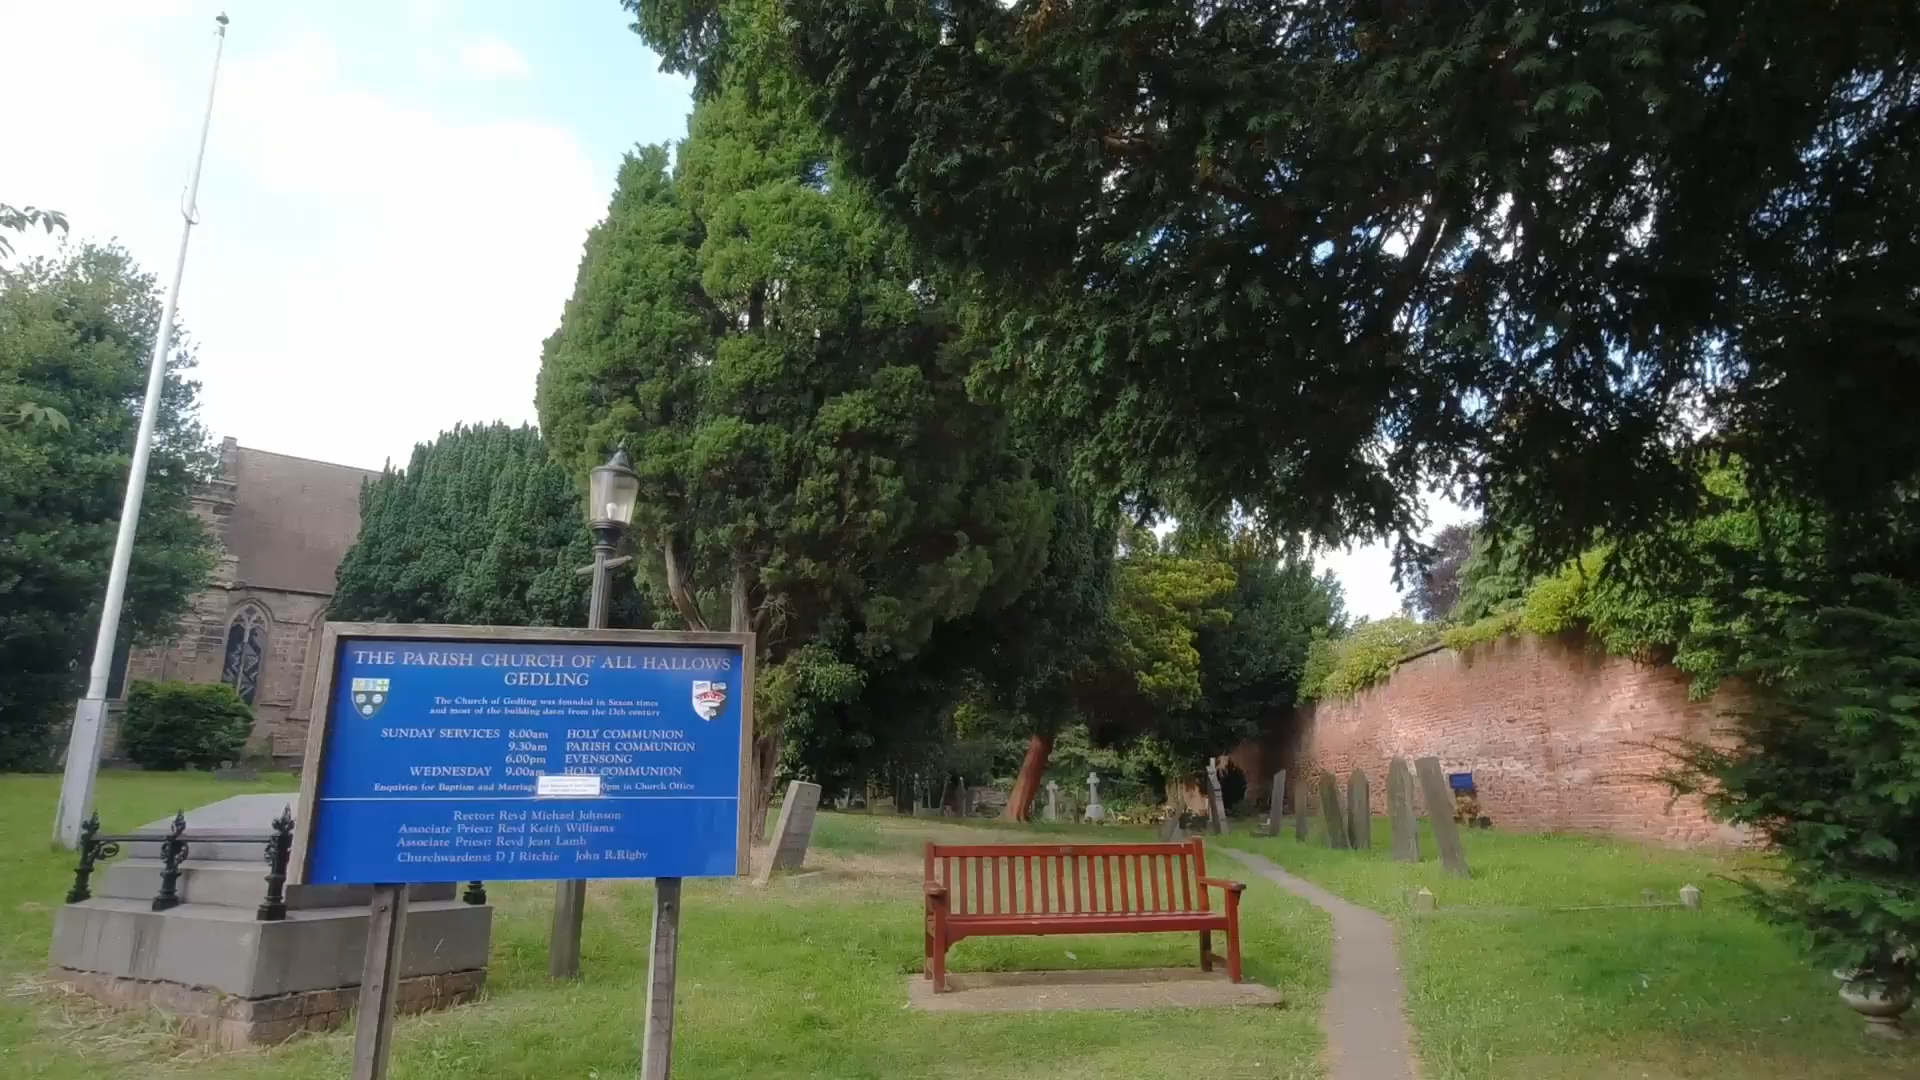 THE PARISH CHURCH OF ALL HALLOWS
GEDLING
The Church of Gedling was founded in Saxon times
and most of the building dates from the 13th century
SUNDAY SERVICES 8.00am HOLY COMMUNION
9.30am PARISH COMMUNION
6.00pm EVENSONG
WEDNESDAY 9.00am HOLY COMMUNION
Enquiries for Baptism and Marriage 0pm in Church Office
Rector: Revd Michael Johnson
Associate Priest: Revd Keith Williams
Associate Priest: Revd Jean Lamb
Churchwardens: D J Ritchie John R.Rigby